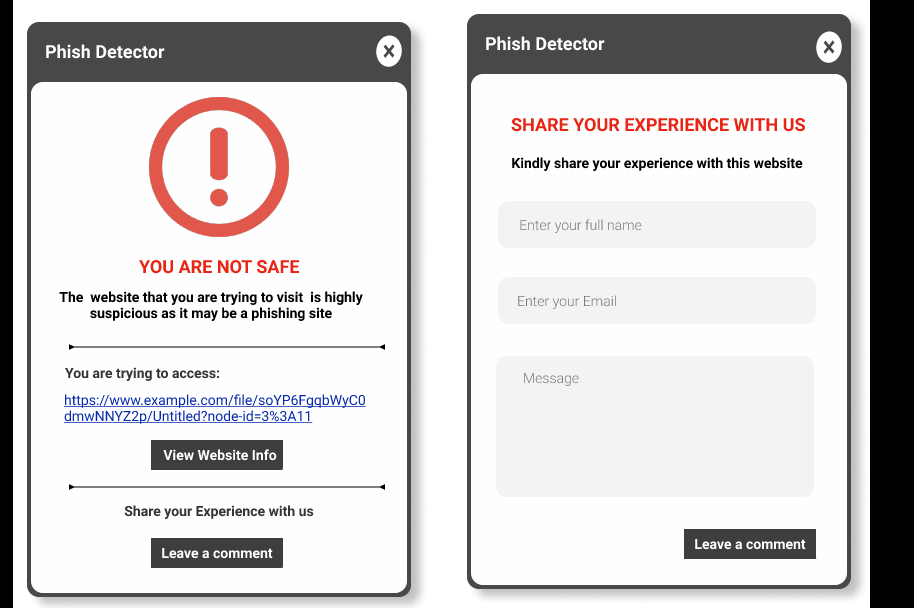 Phish Detector
YOU ARE NOT SAFE
The website that you are trying to visit is highly
suspicious as it may be a phishing site
You are trying to access:
https://www.example.com/file/soYP6FgqbWyC0
dmwNNYZ2p/Untitled?node-id=3%3A11
View Website Info
Share your Experience with us
Leave a comment
Phish Detector
SHARE YOUR EXPERIENCE WITH US
Kindly share your experience with this website
Enter your full name
Enter your Email
Message
Leave a comment